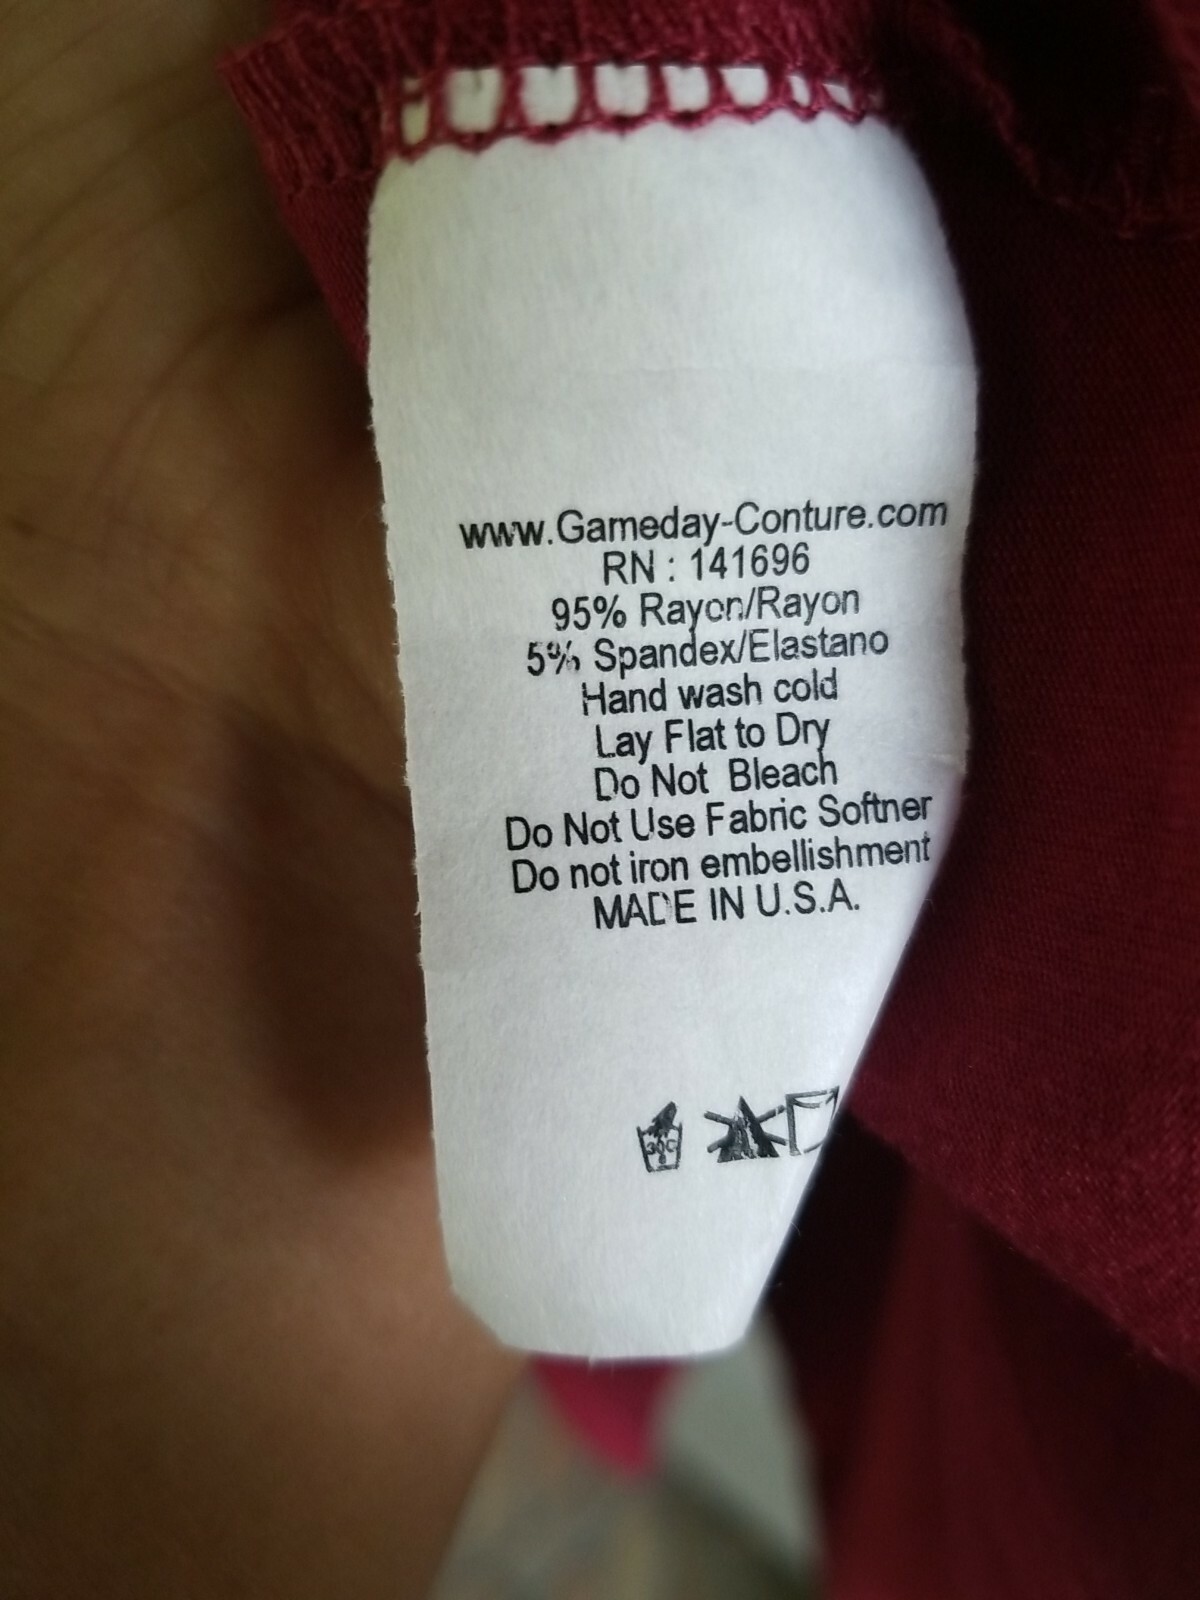 www.Gameday-Conture.com
RN : 141696
95% Rayon/Rayon
5% Spandex/Elastano
Hand wash cold
Lay Flat to Dry
Do Not Bleach
Do Not Use Fabric Softner
Do not iron embellishment
MADE IN U.S.A.
30C